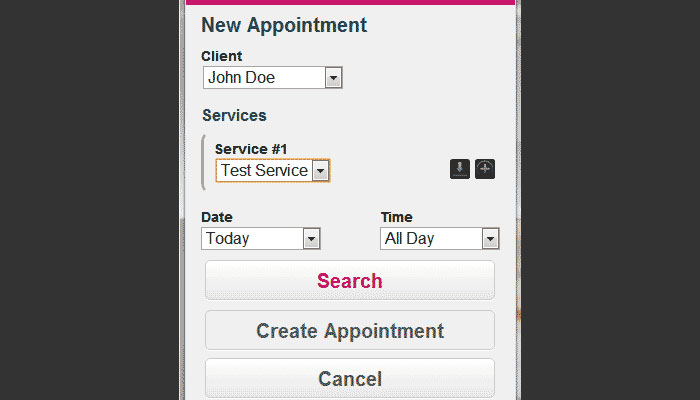 New Appointment
Client
John Doe
Services
Service #1
Test Service
Date
Time
Today
All Day
Search
Create Appointment
Cancel